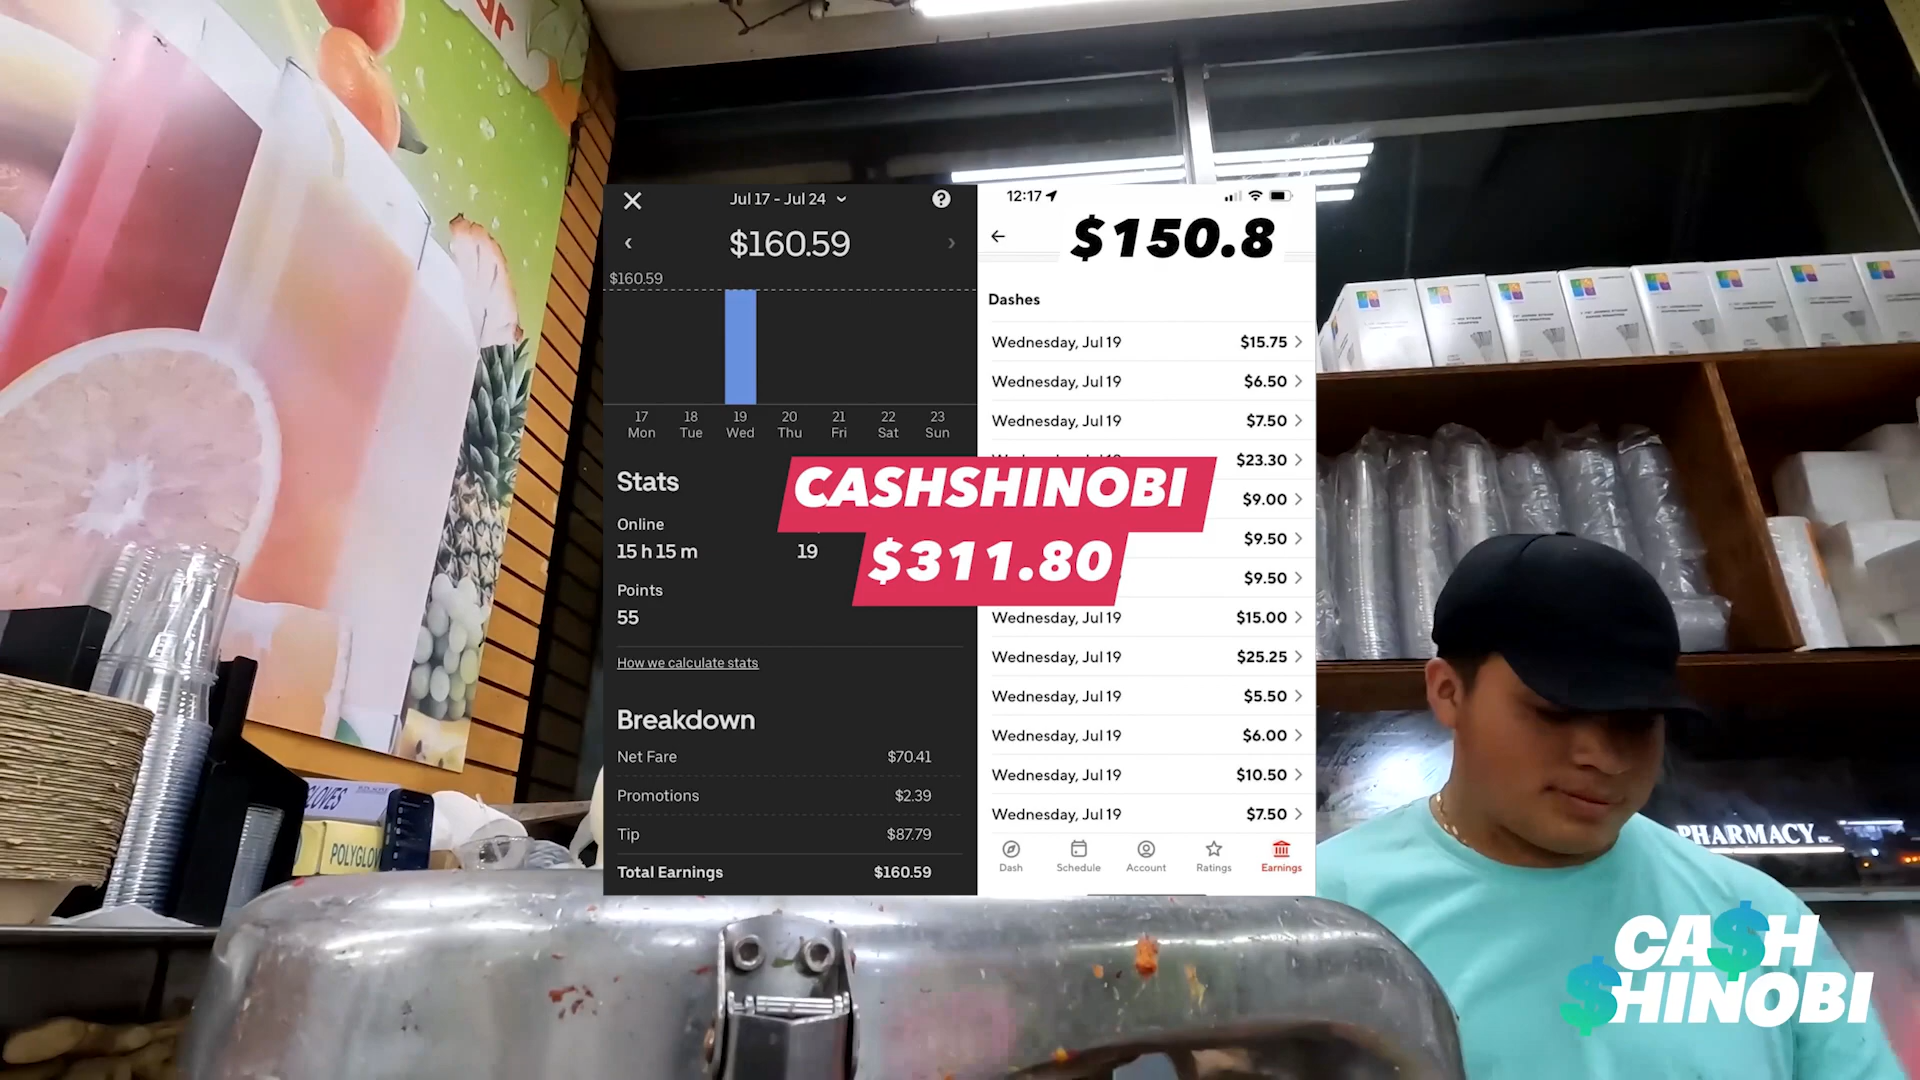 Jul 17 - Jul 24
$160.59
$160.59
17 18 19 20 21 22 23
Mon Tue Wed Thu Fri Sat Sun
Stats
Online
15 h 15 m
19
Points
55
How we calculate stats
Breakdown
Net Fare $70.41
Promotions $2.39
Tip $87.79
Total Earnings $160.59
12:17
$150.8
Dashes
Wednesday, Jul 19 $15.75
Wednesday, Jul 19 $6.50
Wednesday, Jul 19 $7.50
$23.30
$9.00
$9.50
$9.50
Wednesday, Jul 19 $15.00
Wednesday, Jul 19 $25.25
Wednesday, Jul 19 $5.50
Wednesday, Jul 19 $6.00
Wednesday, Jul 19 $10.50
Wednesday, Jul 19 $7.50
Dash Schedule Account Ratings Earnings
CASHSHINOBI
$311.80
GLOVES
POLYGLOV
PHARMACY
CA$H
$HINOBI